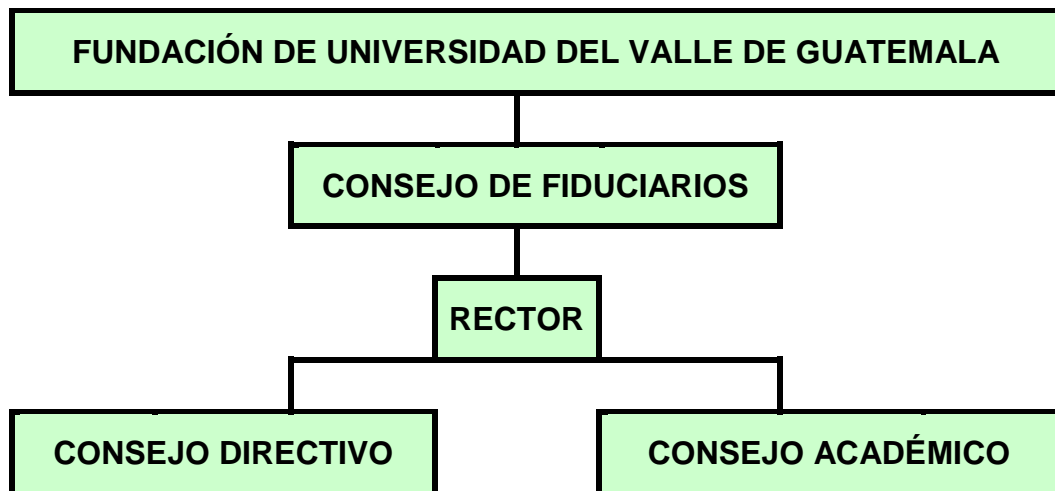 FUNDACIÓN DE UNIVERSIDAD DEL VALLE DE GUATEMALA
CONSEJO DE FIDUCIARIOS
RECTOR
CONSEJO DIRECTIVO
CONSEJO ACADÉMICO